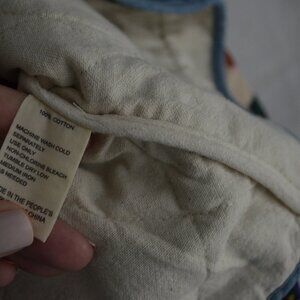 100% COTTON
MACHINE WASH COLD
SEPARATELY
USE ONLY
NON-CHLORINE BLEACH
TUMBLE DRY LOW
MEDIUM IRON
AS NEEDED
DE IN THE PEOPLE'S
CHINA